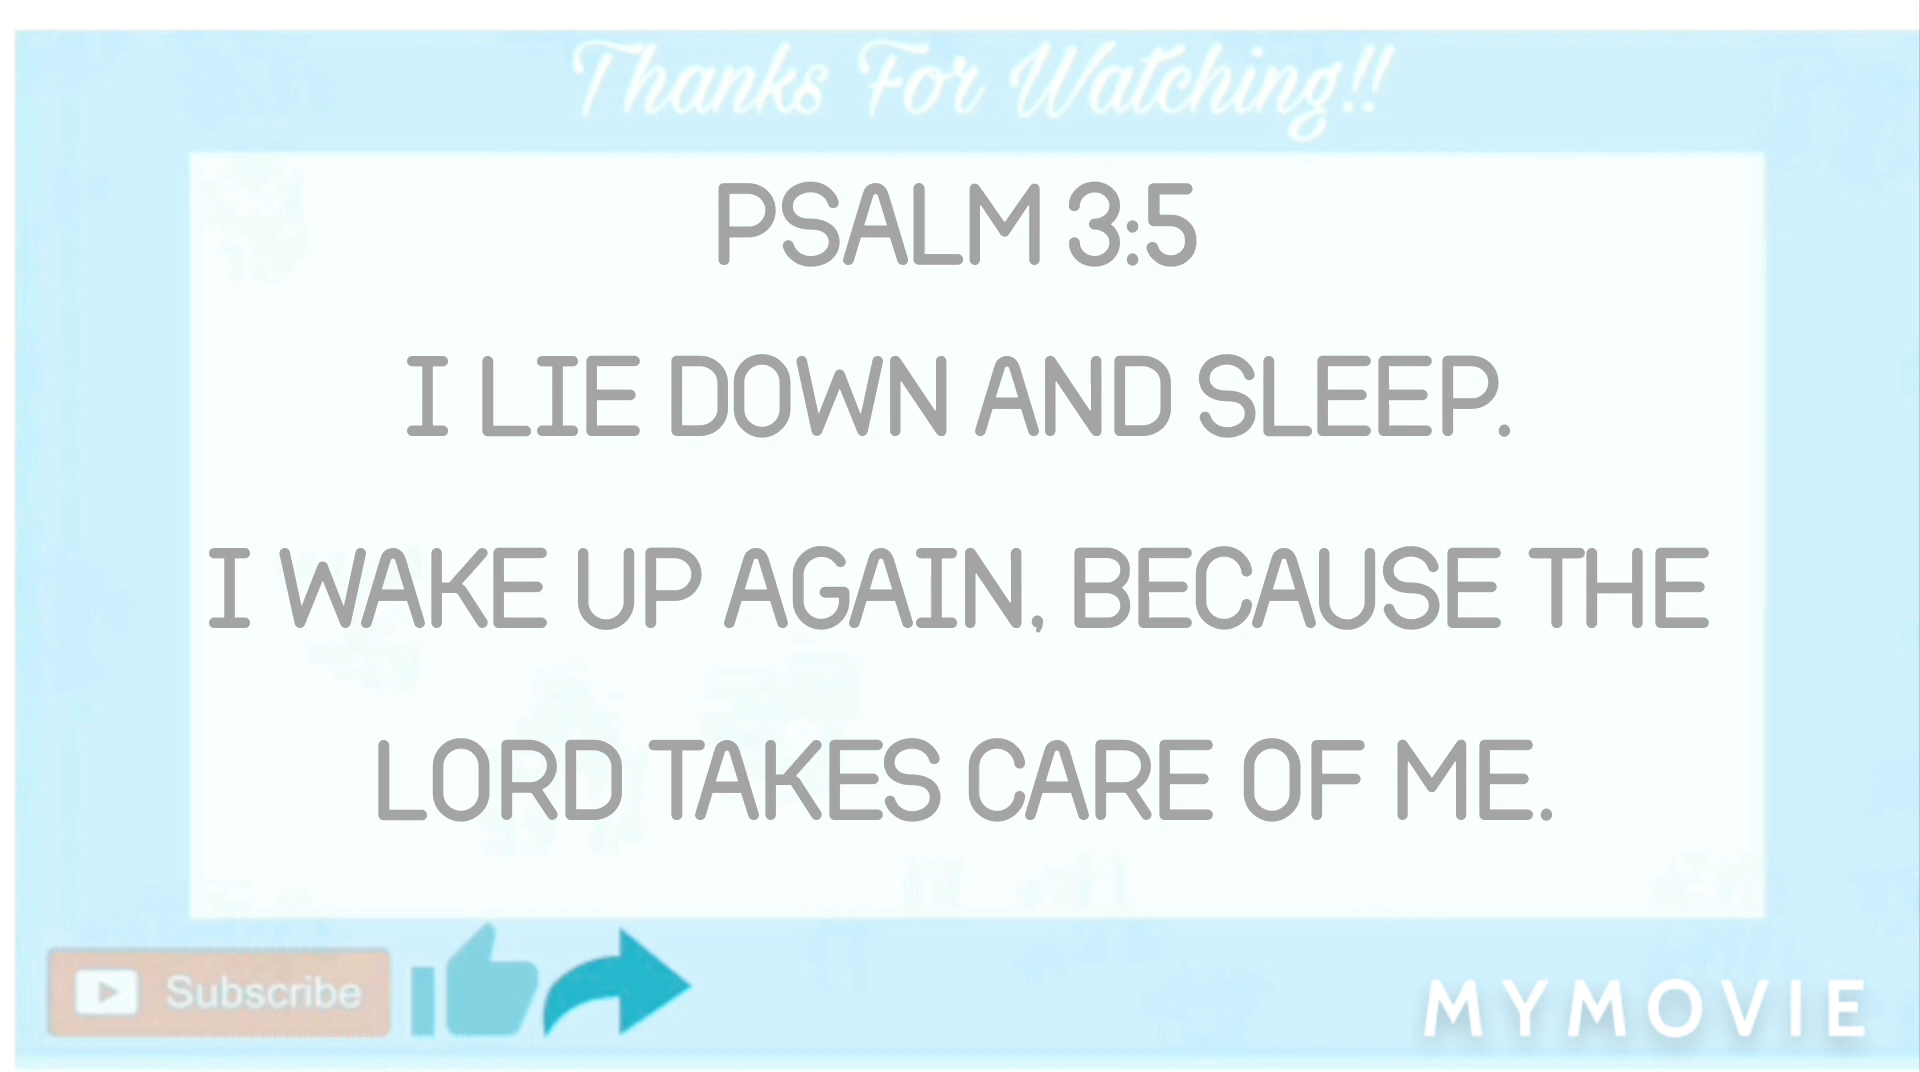 Thanks For Watching!!
PSALM 3:5
I LIE DOWN AND SLEEP.
I WAKE UP AGAIN, BECAUSE THE
LORD TAKES CARE OF ME.
Subscribe
MYMOVIE